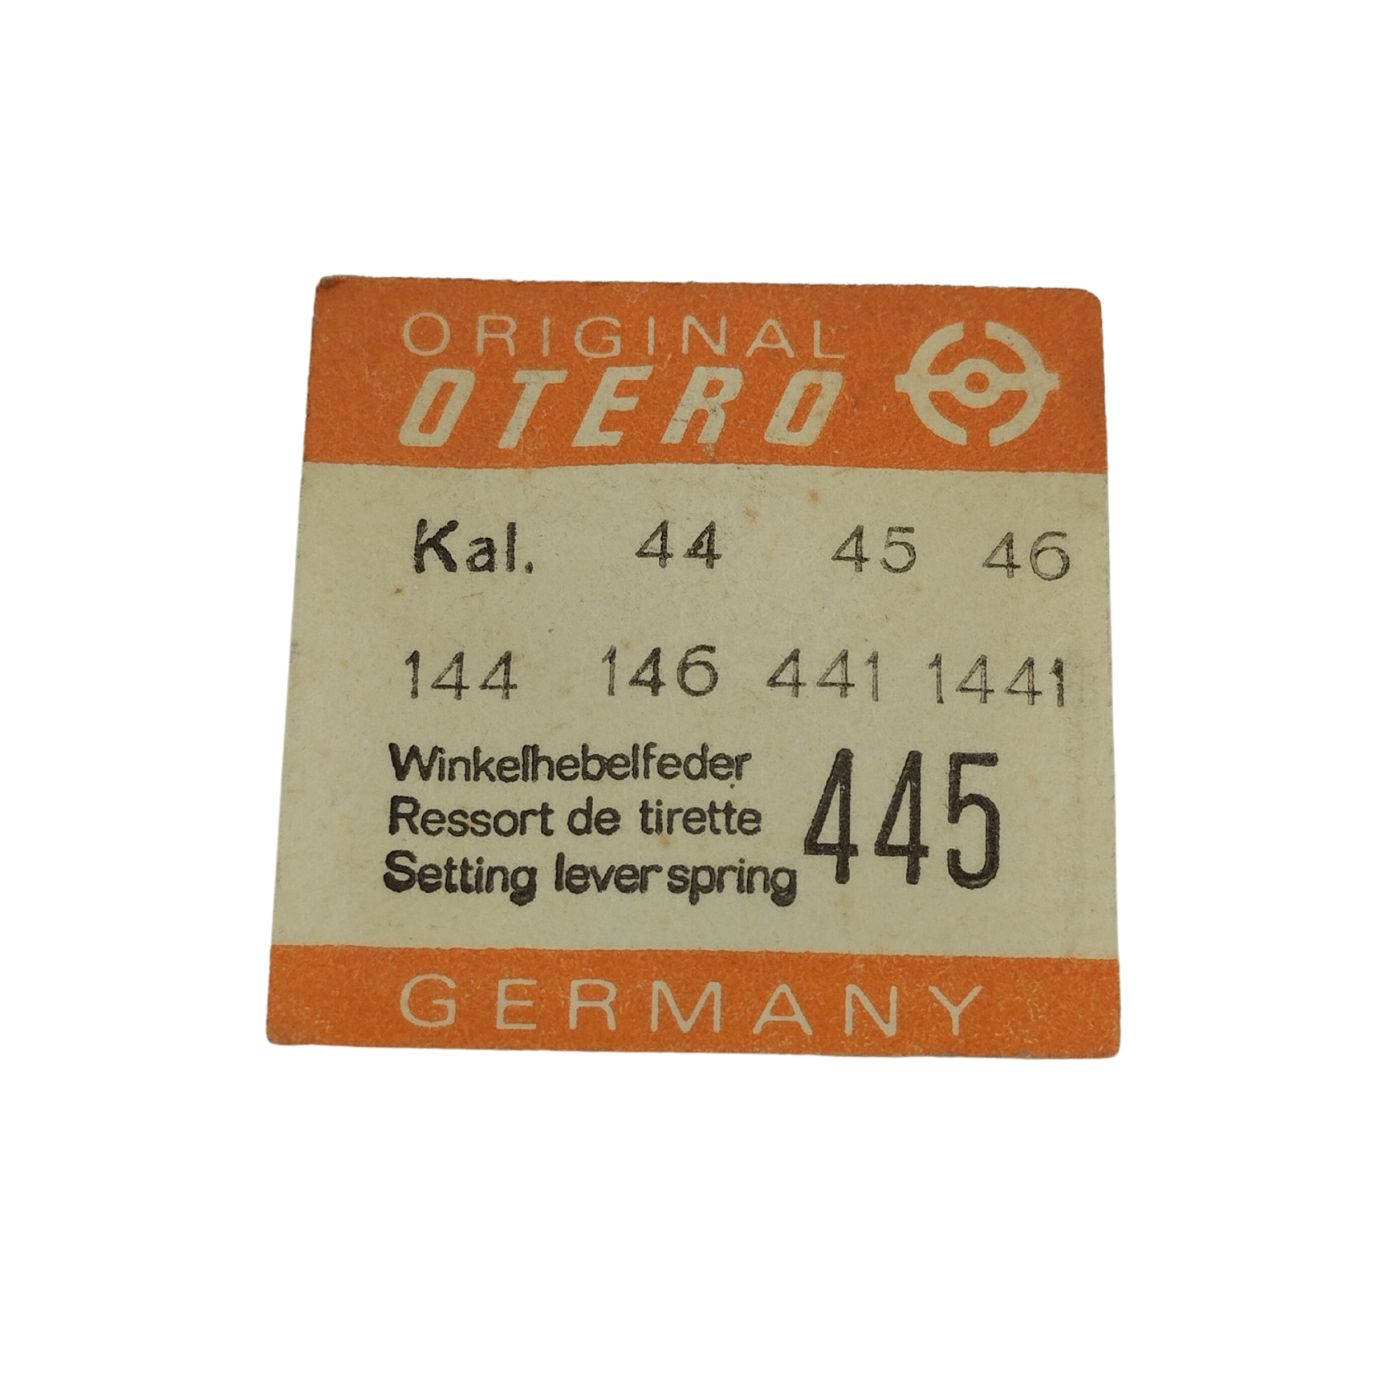 ORIGINAL
OTERO
Kal. 44 45 46
144 146 441 1441
Winkelhebelfeder
Ressort de tirette
Setting lever spring
445
GERMANY